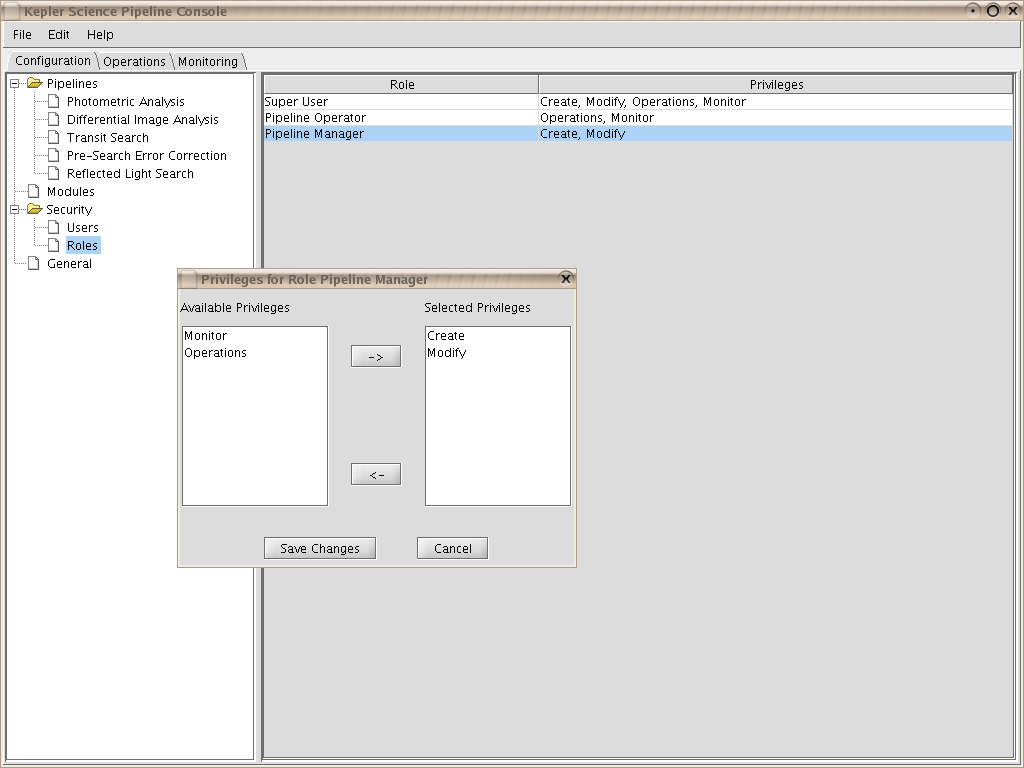 Kepler Science Pipeline Console
File Edit Help
Configuration Operations Monitoring
Pipelines
Photometric Analysis
Differential Image Analysis
Transit Search
Pre-Search Error Correction
Reflected Light Search
Modules
Security
Users
Roles
General
Role Privileges
Super User Create, Modify, Operations, Monitor
Pipeline Operator Operations, Monitor
Pipeline Manager Create, Modify
Privileges for Role Pipeline Manager
Available Privileges Selected Privileges
Monitor Create
Operations Modify
->
<-
Save Changes Cancel